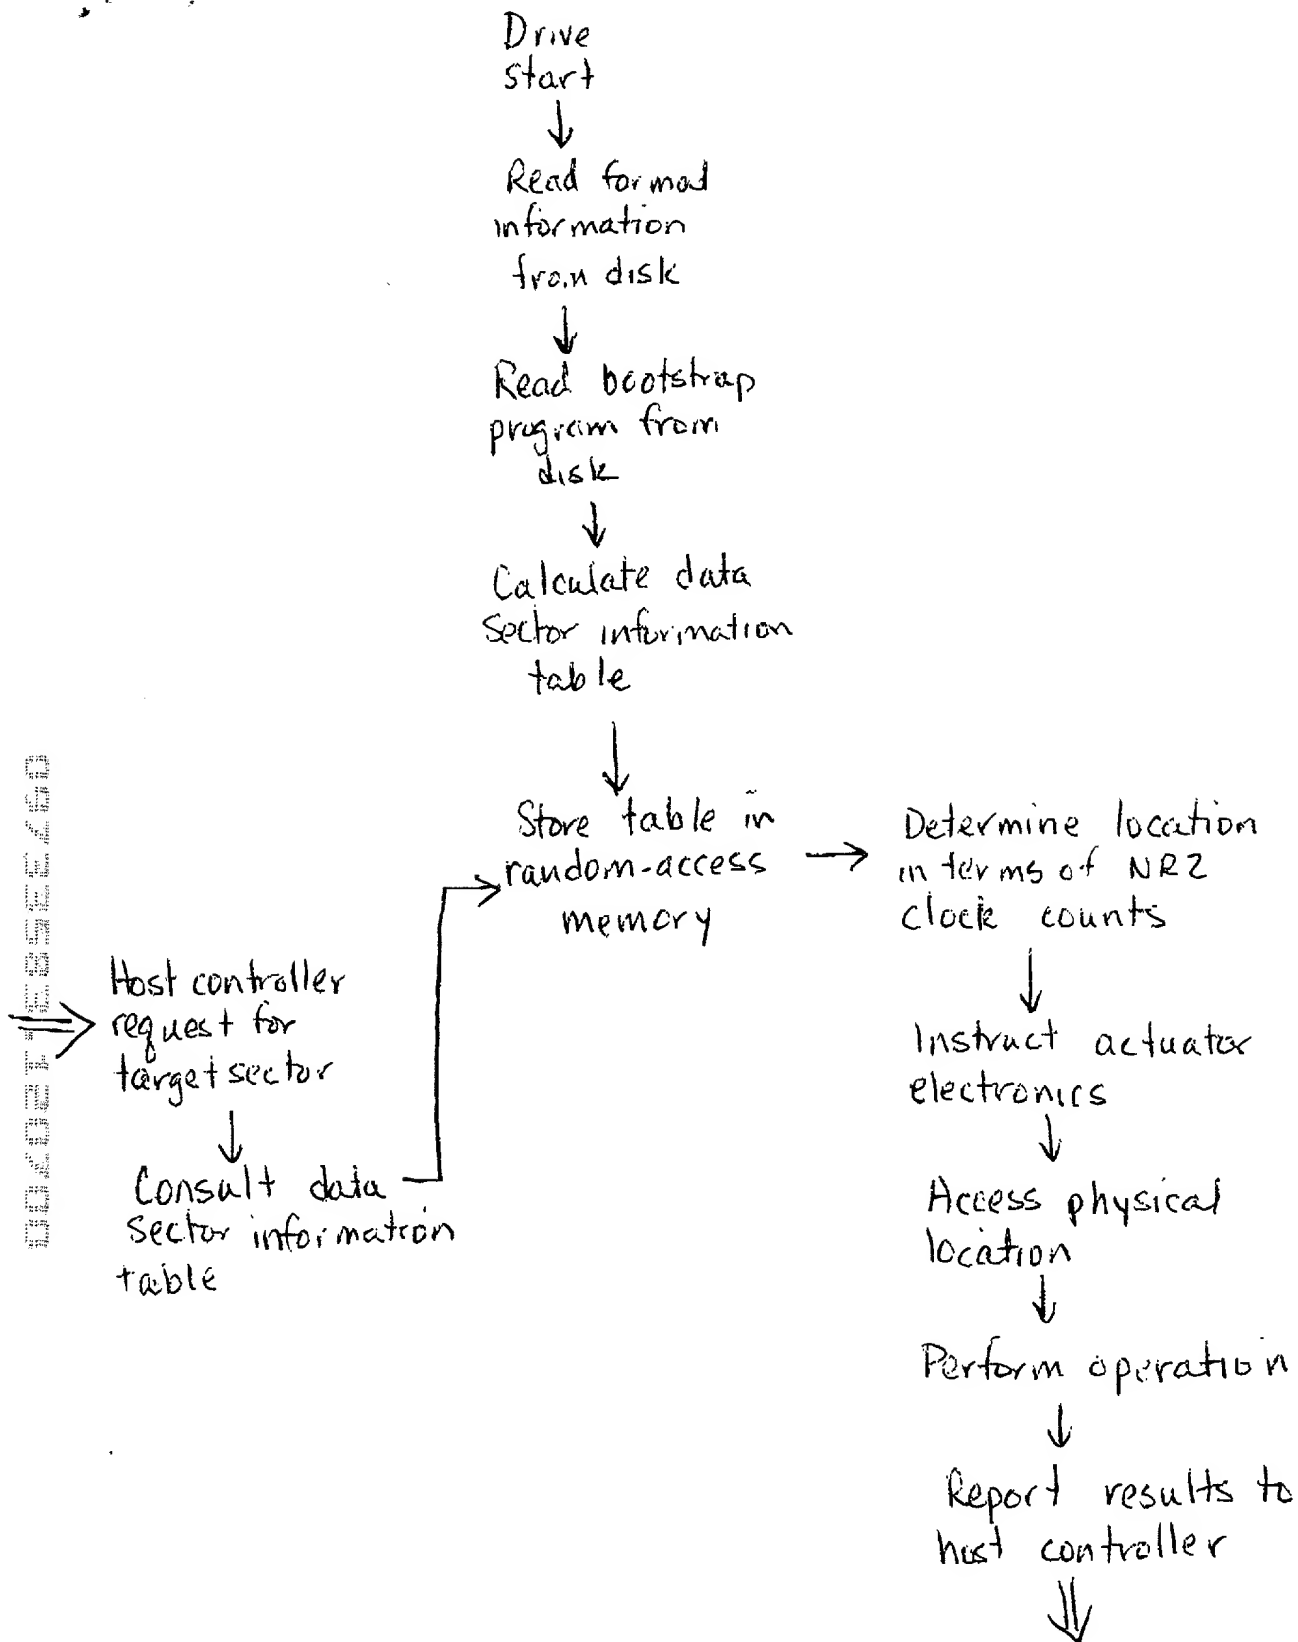 Drive
start
Read format
information
from disk
Read bootstrap
program from
disk
Calculate data
Sector information
table
Store table in
random-access
memory
Host controller
request for
target sector
Consult data
sector information
table
Determine location
in terms of NRZ
clock counts
Instruct actuator
electronics
Access physical
location
Perform operation
Report results to
host controller